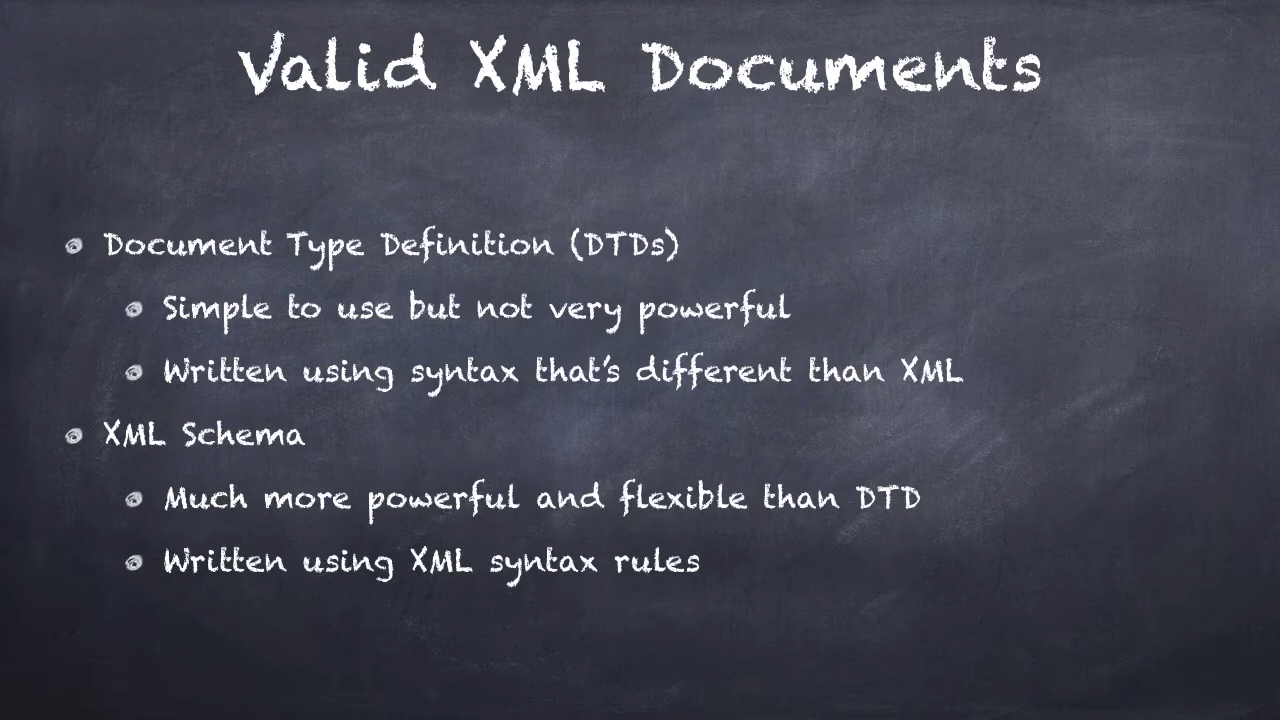 Valid XML Documents
Document Type Definition (DTDs)
Simple to use but not very powerful
Written using syntax that's different than XML
XML Schema
Much more powerful and flexible than DTD
Written using XML syntax rules